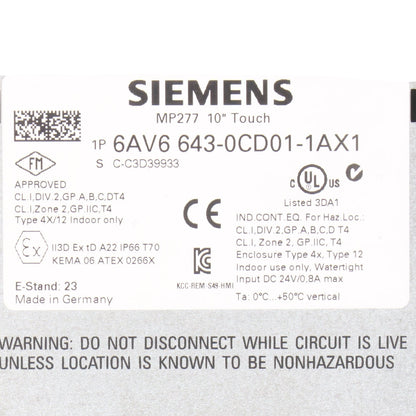 SIEMENS
MP277 10" Touch
1P 6AV6 643-0CD01-1AX1
S C-C3D39933
FM
APPROVED
CL.I,DIV.2,GP.A,B,C,DT4
CL.I,Zone 2,GP.IIC,T4
Type 4X/12 Indoor only
CE
C UL US
Listed 3DA1
IND.CONT.EQ. For Haz.Loc.:
CL.I,DIV.2,GP.A,B,C,D T4
CL.I,Zone 2,GP.IIC, T4
Enclosure Type 4x, Type 12
Indoor use only, Watertight
Input DC 24V/0.8A max
Ta: 0°C...+50°C vertical
Ex
II3D Ex tD A22 IP66 T70
KEMA 06 ATEX 0266X
KCC-REM-S49-HMI
E-Stand: 23
Made in Germany
WARNING: DO NOT DISCONNECT WHILE CIRCUIT IS LIVE
UNLESS LOCATION IS KNOWN TO BE NONHAZARDOUS